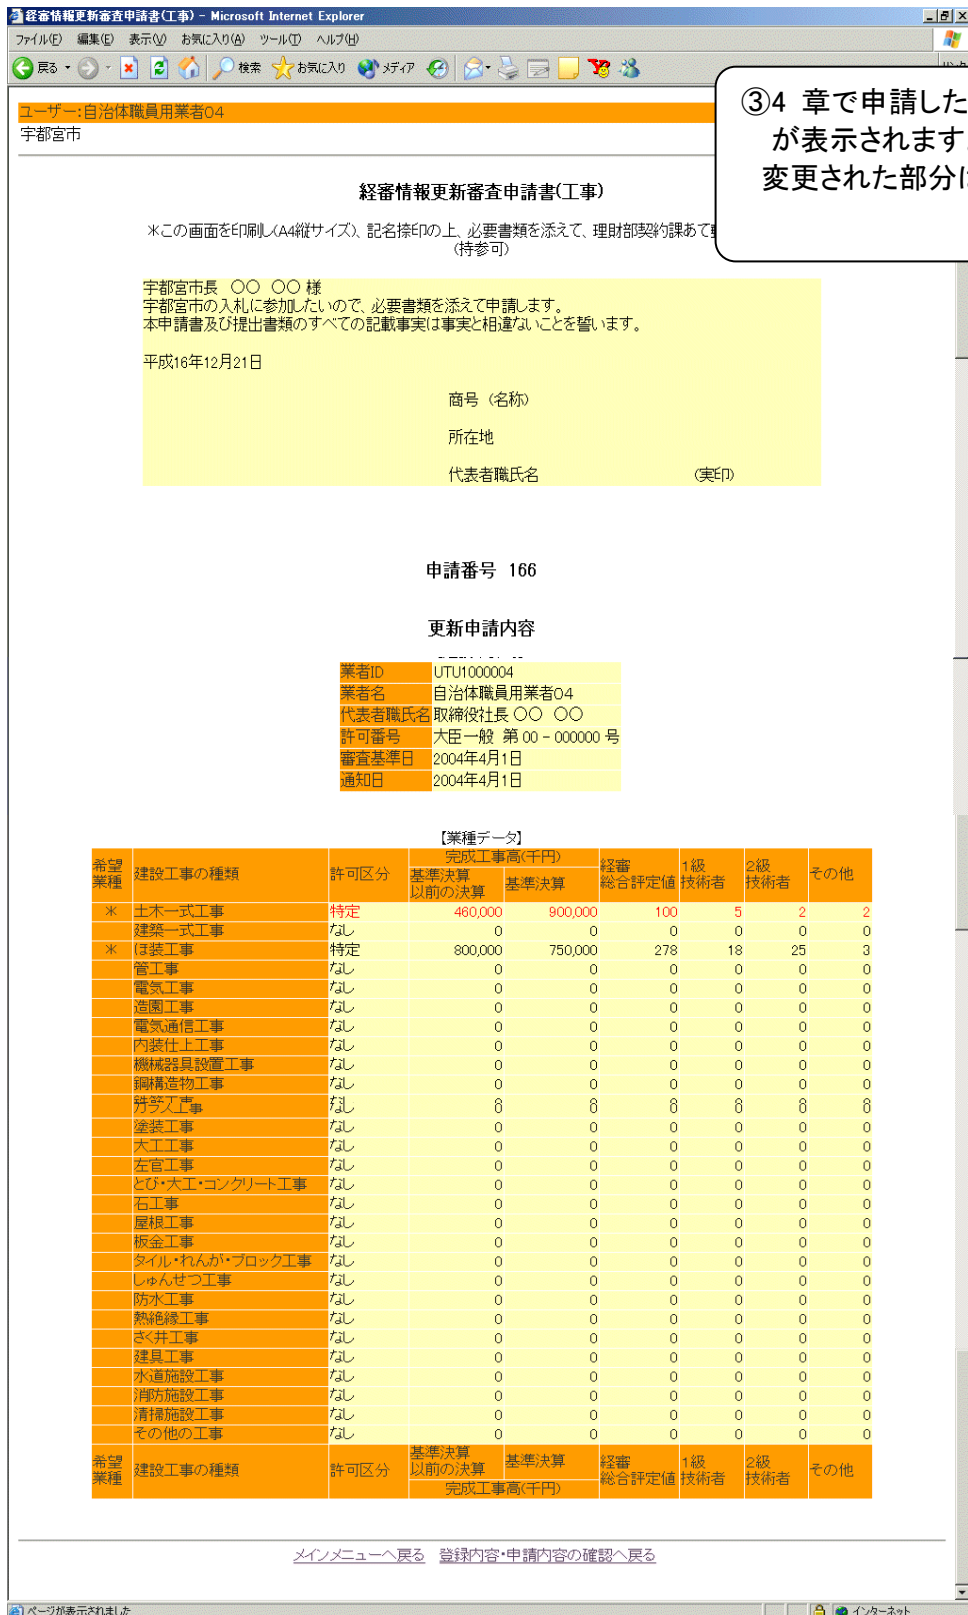 経審情報更新審査申請書(工事) - Microsoft Internet Explorer
ファイル(F) 編集(E) 表示(V) お気に入り(A) ツール(T) ヘルプ(H)
戻る 検索 お気に入り メディア
ユーザー:自治体職員用業者04
宇都宮市
③4 章で申請した
が表示されます
変更された部分
経審情報更新審査申請書(工事)
※この画面を印刷し(A4縦サイズ)、記名捺印の上、必要書類を添えて、理財部契約課あて
(持参可)
宇都宮市長 ○○ ○○ 様
宇都宮市の入札に参加したいので、必要書類を添えて申請します。
本申請書及び提出書類のすべての記載事実は事実と相違ないことを誓います。
平成16年12月21日
商号 (名称)
所在地
代表者職氏名 (実印)
申請番号 166
更新申請内容
業者ID UTU1000004
業者名 自治体職員用業者04
代表者職氏名 取締役社長 ○○ ○○
許可番号 大臣一般 第 00 - 000000 号
審査基準日 2004年4月1日
通知日 2004年4月1日
【業種データ】
希望業種 建設工事の種類 許可区分 完成工事高(千円) 基準決算以前の決算 基準決算 経審総合評定値 1級技術者 2級技術者 その他
* 土木一式工事 特定 460,000 900,000 100 5 2 2
建築一式工事 なし 0 0 0 0 0 0
* ほ装工事 特定 800,000 750,000 278 18 25 3
管工事 なし 0 0 0 0 0 0
電気工事 なし 0 0 0 0 0 0
造園工事 なし 0 0 0 0 0 0
電気通信工事 なし 0 0 0 0 0 0
内装仕上工事 なし 0 0 0 0 0 0
機械器具設置工事 なし 0 0 0 0 0 0
鋼構造物工事 なし 0 0 0 0 0 0
ガラス工事 なし 0 0 0 0 0 0
塗装工事 なし 0 0 0 0 0 0
大工工事 なし 0 0 0 0 0 0
左官工事 なし 0 0 0 0 0 0
とび・大工・コンクリート工事 なし 0 0 0 0 0 0
石工事 なし 0 0 0 0 0 0
屋根工事 なし 0 0 0 0 0 0
板金工事 なし 0 0 0 0 0 0
タイル・れんが・ブロック工事 なし 0 0 0 0 0 0
しゅんせつ工事 なし 0 0 0 0 0 0
防水工事 なし 0 0 0 0 0 0
熱絶縁工事 なし 0 0 0 0 0 0
さく井工事 なし 0 0 0 0 0 0
建具工事 なし 0 0 0 0 0 0
水道施設工事 なし 0 0 0 0 0 0
消防施設工事 なし 0 0 0 0 0 0
清掃施設工事 なし 0 0 0 0 0 0
その他の工事 なし 0 0 0 0 0 0
希望業種 建設工事の種類 許可区分 基準決算以前の決算 基準決算 完成工事高(千円) 経審総合評定値 1級技術者 2級技術者 その他
メインメニューへ戻る 登録内容・申請内容の確認へ戻る
ページが表示されました インターネット